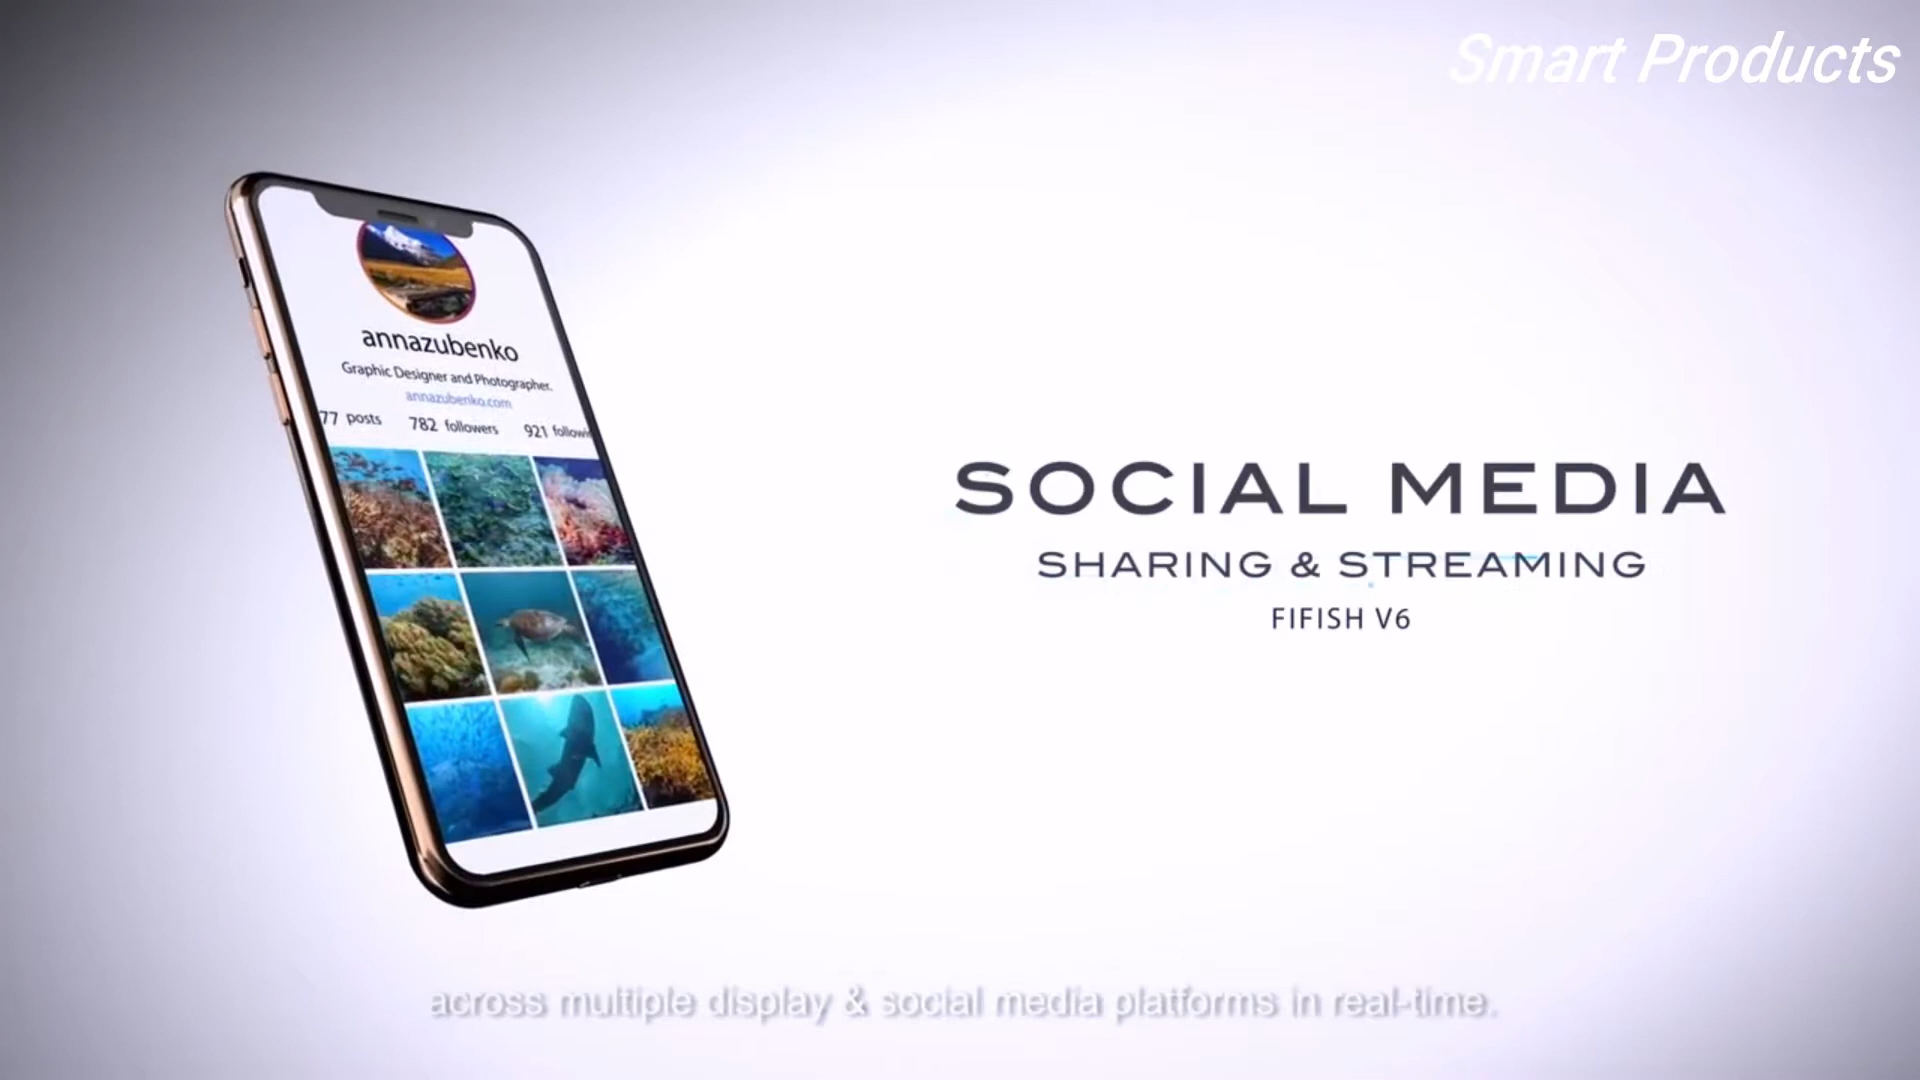 Smart Products
annazubenko
Graphic Designer and Photographer.
annazubenko.com
77 posts 782 followers 921 followi
SOCIAL MEDIA
SHARING & STREAMING
FIFISH V6
across multiple display & social media platforms in real-time.